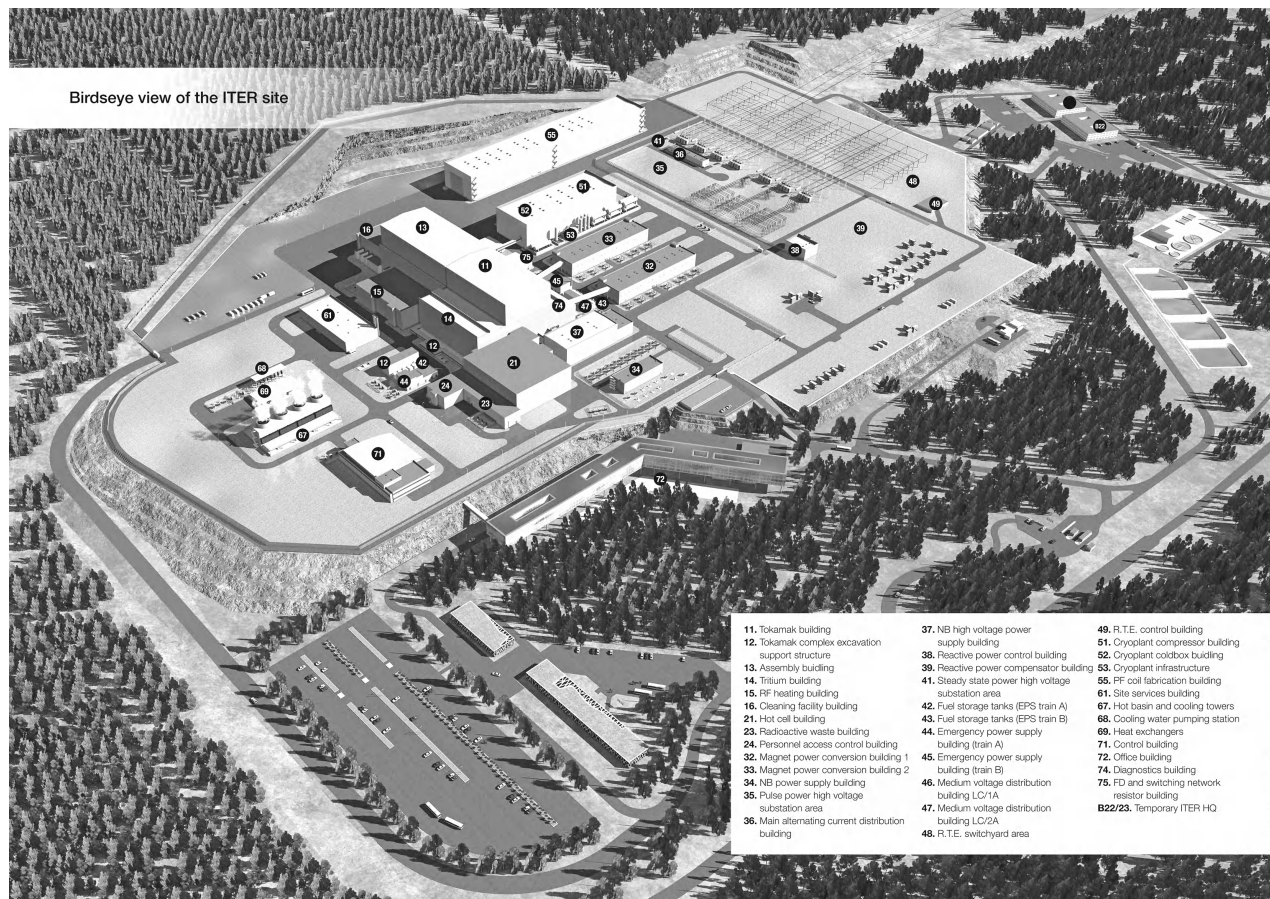 Birdseye view of the ITER site
55
41
36
35
51
52
48
49
B22
16
13
53
33
39
38
75
11
32
45
15
74
47
43
61
14
37
12
12
42
21
68
44
24
34
69
23
67
71
72
11. Tokamak building
12. Tokamak complex excavation
support structure
13. Assembly buidling
14. Tritium building
15. RF heating building
16. Cleaning facility building
21. Hot cell building
23. Radioactive waste building
24. Personnel access control building
32. Magnet power conversion building 1
33. Magnet power conversion building 2
34. NB power supply building
35. Pulse power high voltage
substation area
36. Main alternating current distribution
building
37. NB high voltage power
supply building
38. Reactive power control building
39. Reactive power compensator building
41. Steady state power high voltage
substation area
42. Fuel storage tanks (EPS train A)
43. Fuel storage tanks (EPS train B)
44. Emergency power supply
building (train A)
45. Emergency power supply
building (train B)
46. Medium voltage distribution
building LC/1A
47. Medium voltage distribution
building LC/2A
48. R.T.E. switchyard area
49. R.T.E. control building
51. Cryoplant compressor building
52. Cryoplant coldbox buidling
53. Cryoplant infrastructure
55. PF coil fabrication building
61. Site services building
67. Hot basin and cooling towers
68. Cooling water pumping station
69. Heat exchangers
71. Control building
72. Office building
74. Diagnostics building
75. FD and switching network
resistor building
B22/23. Temporary ITER HQ